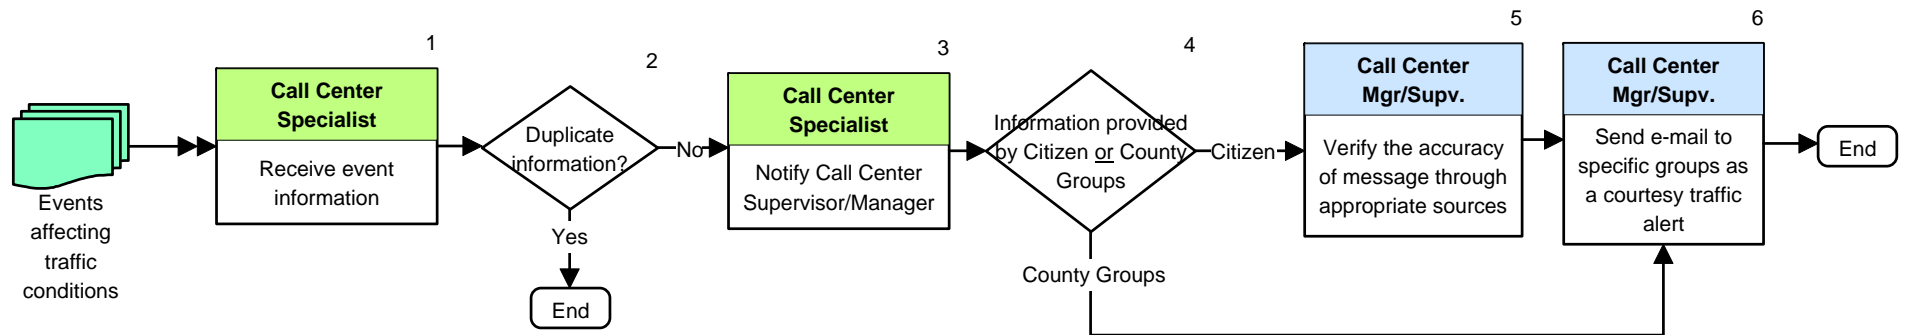 Events
affecting
traffic
conditions
1
Call Center
Specialist
Receive event
information
2
Duplicate
information?
No
Yes
End
3
Call Center
Specialist
Notify Call Center
Supervisor/Manager
4
Information provided
by Citizen or County
Groups
Citizen
County Groups
5
Call Center
Mgr/Supv.
Verify the accuracy
of message through
appropriate sources
6
Call Center
Mgr/Supv.
Send e-mail to
specific groups as
a courtesy traffic
alert
End